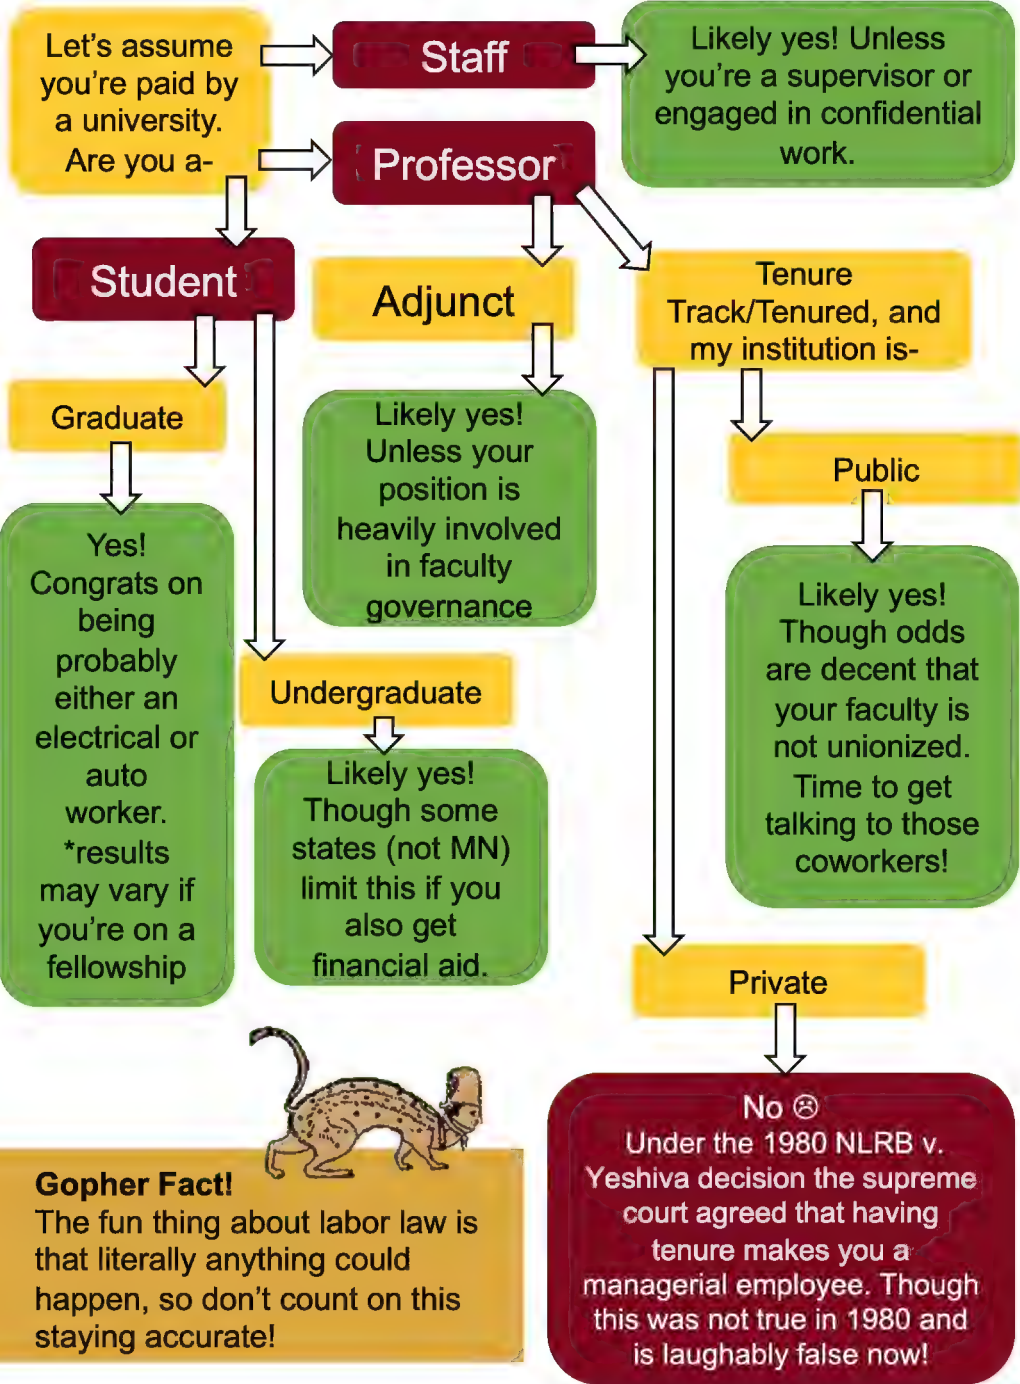 Let's assume
you're paid by
a university.
Are you a-
Staff
Likely yes! Unless
you're a supervisor or
engaged in confidential
work.
Professor
Student
Adjunct
Tenure
Track/Tenured, and
my institution is-
Graduate
Likely yes!
Unless your
position is
heavily involved
in faculty
governance
Public
Yes!
Congrats on
being
probably
either an
electrical or
auto
worker.
*results
may vary if
you're on a
fellowship
Undergraduate
Likely yes!
Though some
states (not MN)
limit this if you
also get
financial aid.
Likely yes!
Though odds
are decent that
your faculty is
not unionized.
Time to get
talking to those
coworkers!
Private
No ☹
Under the 1980 NLRB v.
Yeshiva decision the supreme
court agreed that having
tenure makes you a
managerial employee. Though
this was not true in 1980 and
is laughably false now!
Gopher Fact!
The fun thing about labor law is
that literally anything could
happen, so don't count on this
staying accurate!